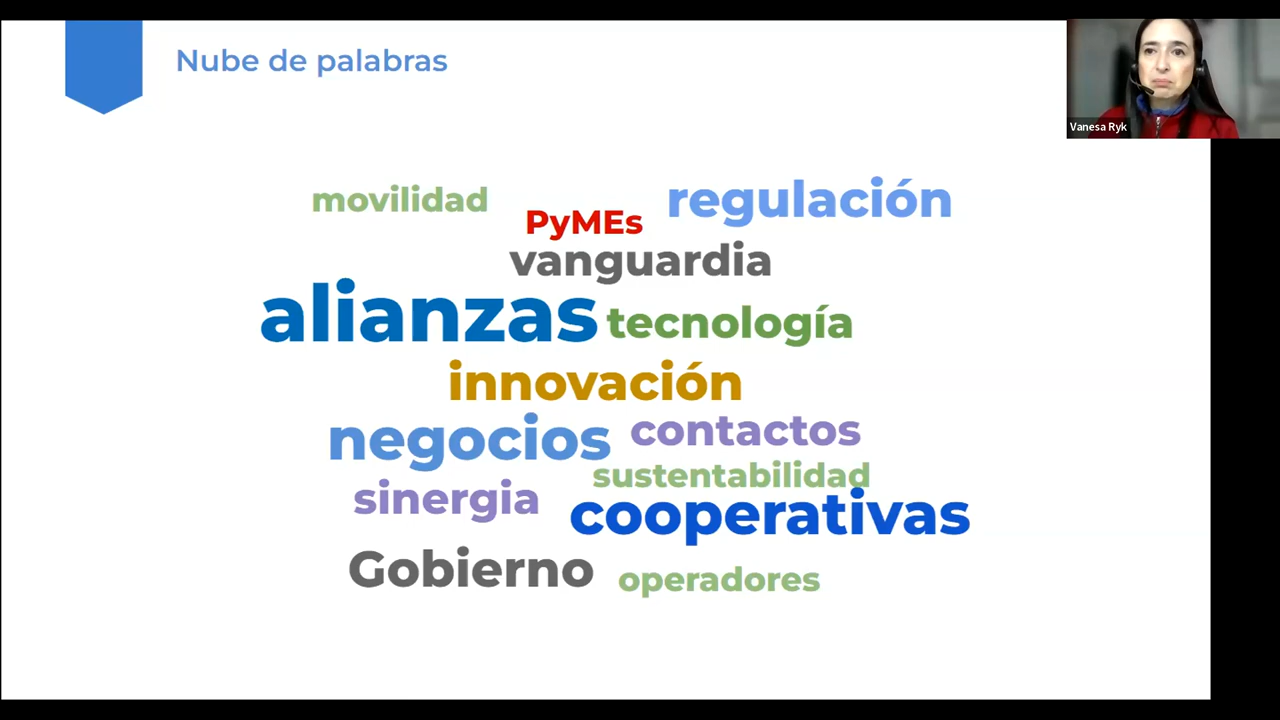 Nube de palabras
Vanesa Ryk
movilidad
regulación
PyMEs
vanguardia
alianzas
tecnología
innovación
negocios
contactos
sustentabilidad
sinergia
cooperativas
Gobierno
operadores